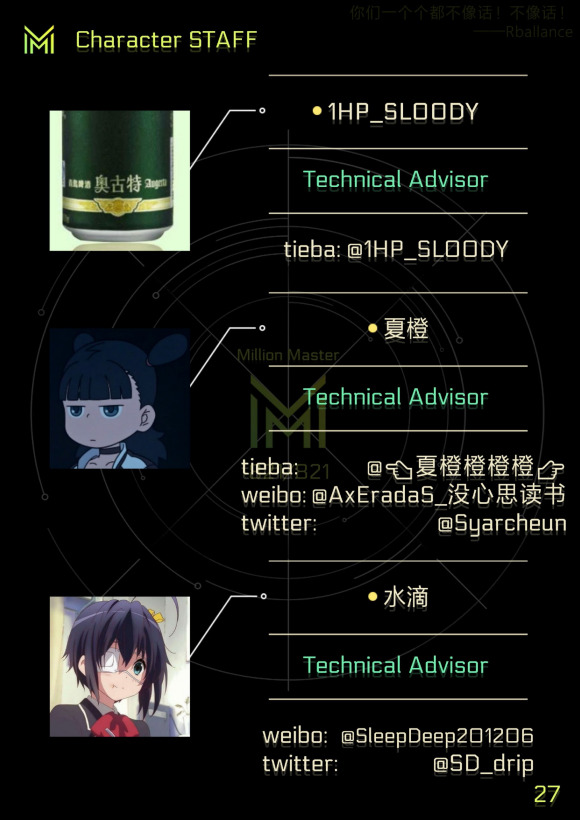 你们一个个都不像话！不像话！
——Rballance
Character STAFF
1HP_SLOODY
Technical Advisor
tieba: @1HP_SLOODY
奥古特 Augerta
夏橙
Million Master
Technical Advisor
tieba: @👈夏橙橙橙橙👉
weibo: @AxEradaS_没心思读书
twitter: @Syarcheun
水滴
Technical Advisor
weibo: @SleepDeep201206
twitter: @SD_drip
27